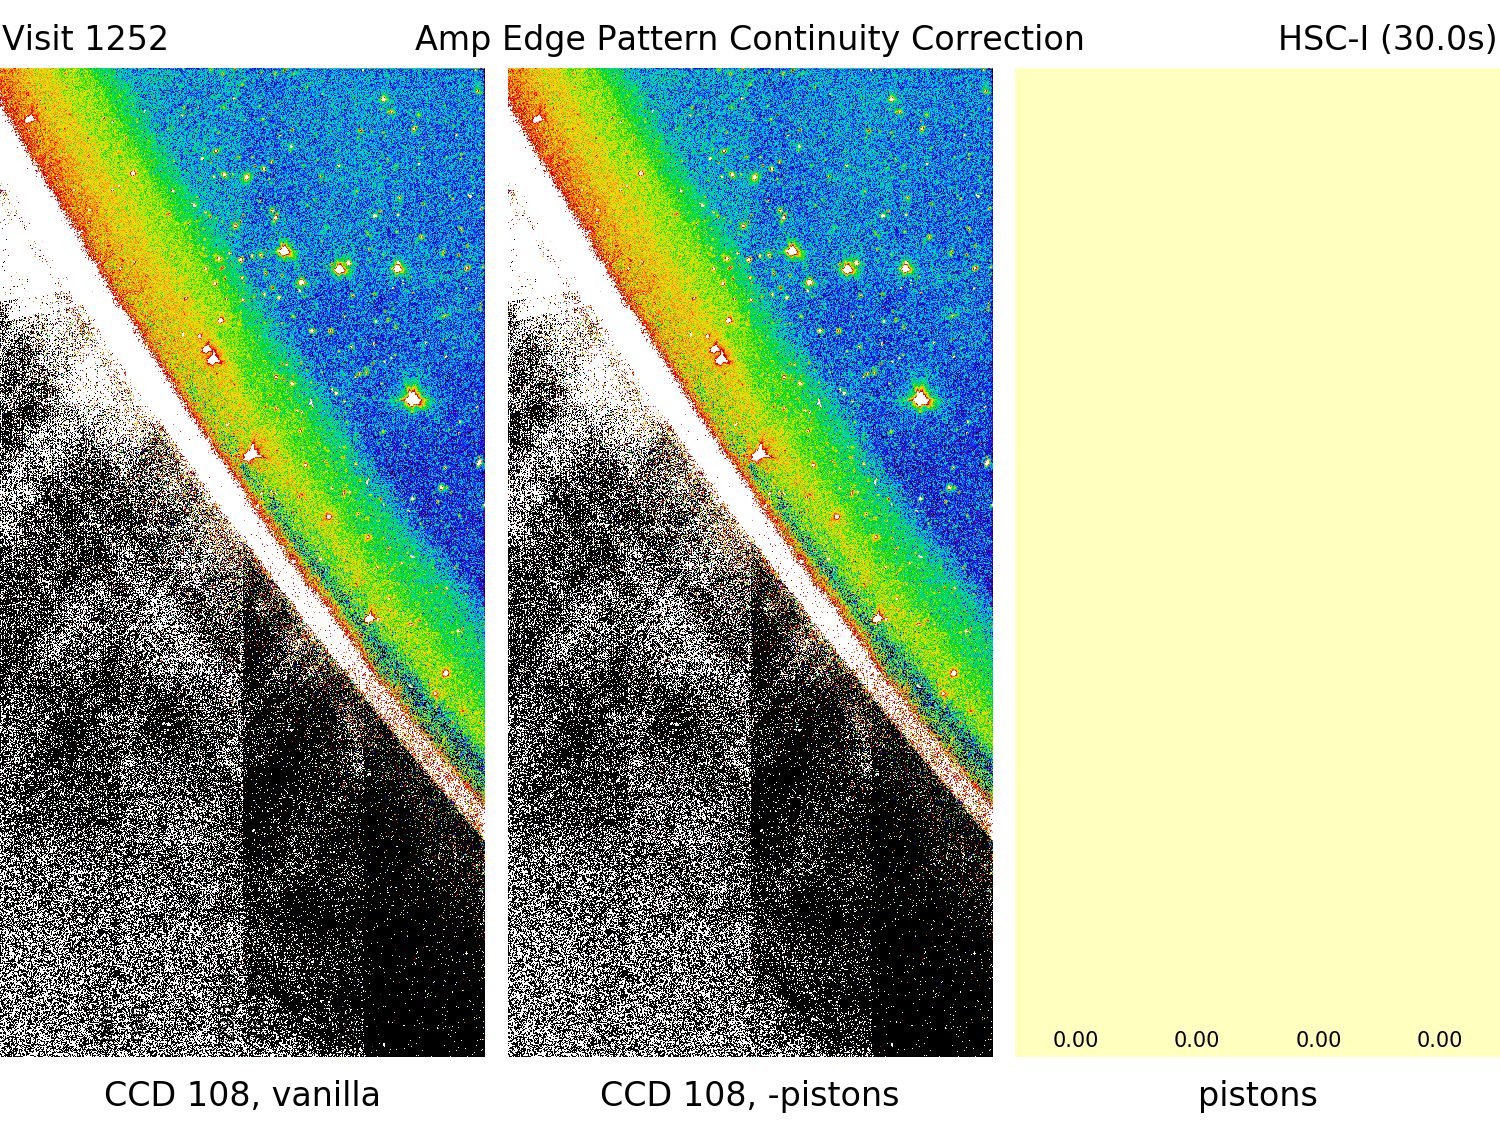 Visit 1252 Amp Edge Pattern Continuity Correction HSC-I (30.0s)
0.00 0.00 0.00 0.00
CCD 108, vanilla CCD 108, -pistons pistons